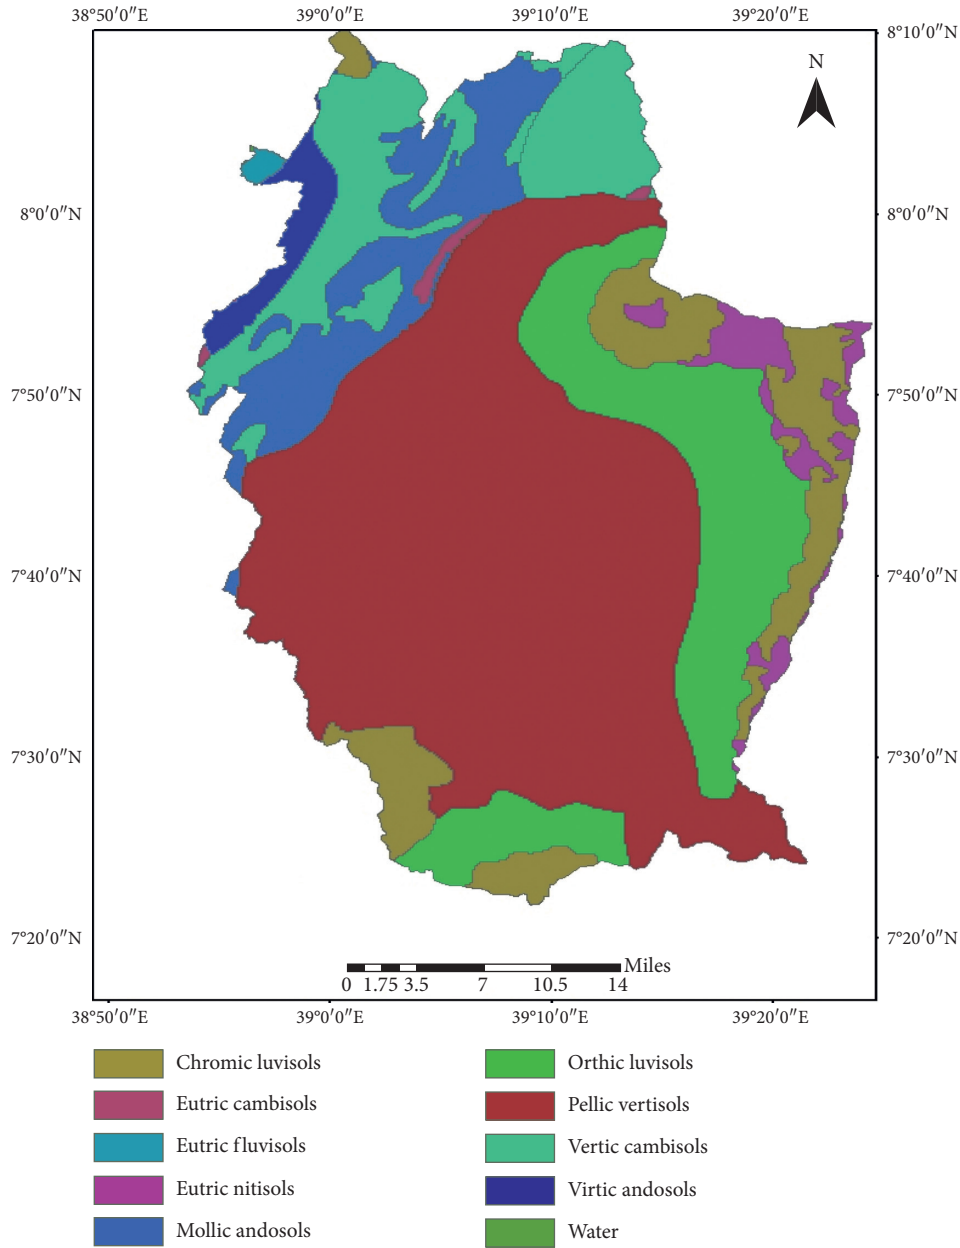 38°50′0″E 39°0′0″E 39°10′0″E 39°20′0″E
8°10′0″N
N
8°0′0″N 8°0′0″N
7°50′0″N 7°50′0″N
7°40′0″N 7°40′0″N
7°30′0″N 7°30′0″N
7°20′0″N 7°20′0″N
Miles
0 1.75 3.5 7 10.5 14
38°50′0″E 39°0′0″E 39°10′0″E 39°20′0″E
Chromic luvisols
Eutric cambisols
Eutric fluvisols
Eutric nitisols
Mollic andosols
Orthic luvisols
Pellic vertisols
Vertic cambisols
Virtic andosols
Water